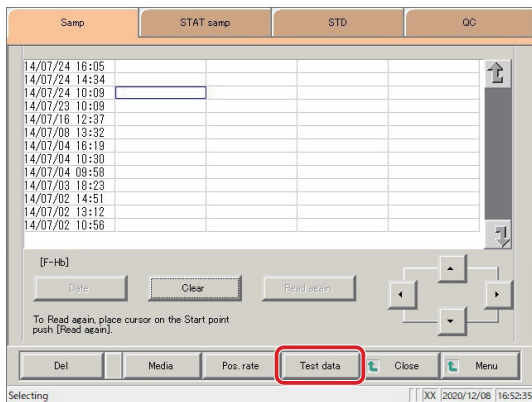 Samp STAT samp STD QC
14/07/24 16:05
14/07/24 14:34
14/07/24 10:09
14/07/23 10:09
14/07/16 12:37
14/07/08 13:32
14/07/04 16:19
14/07/04 10:30
14/07/04 09:58
14/07/03 18:23
14/07/02 14:51
14/07/02 13:12
14/07/02 10:56
[F-Hb]
Date Clear Read again
To Read again, place cursor on the Start point
push [Read again].
Del Media Pos. rate Test data Close Menu
Selecting XX 2020/12/08 16:52:35